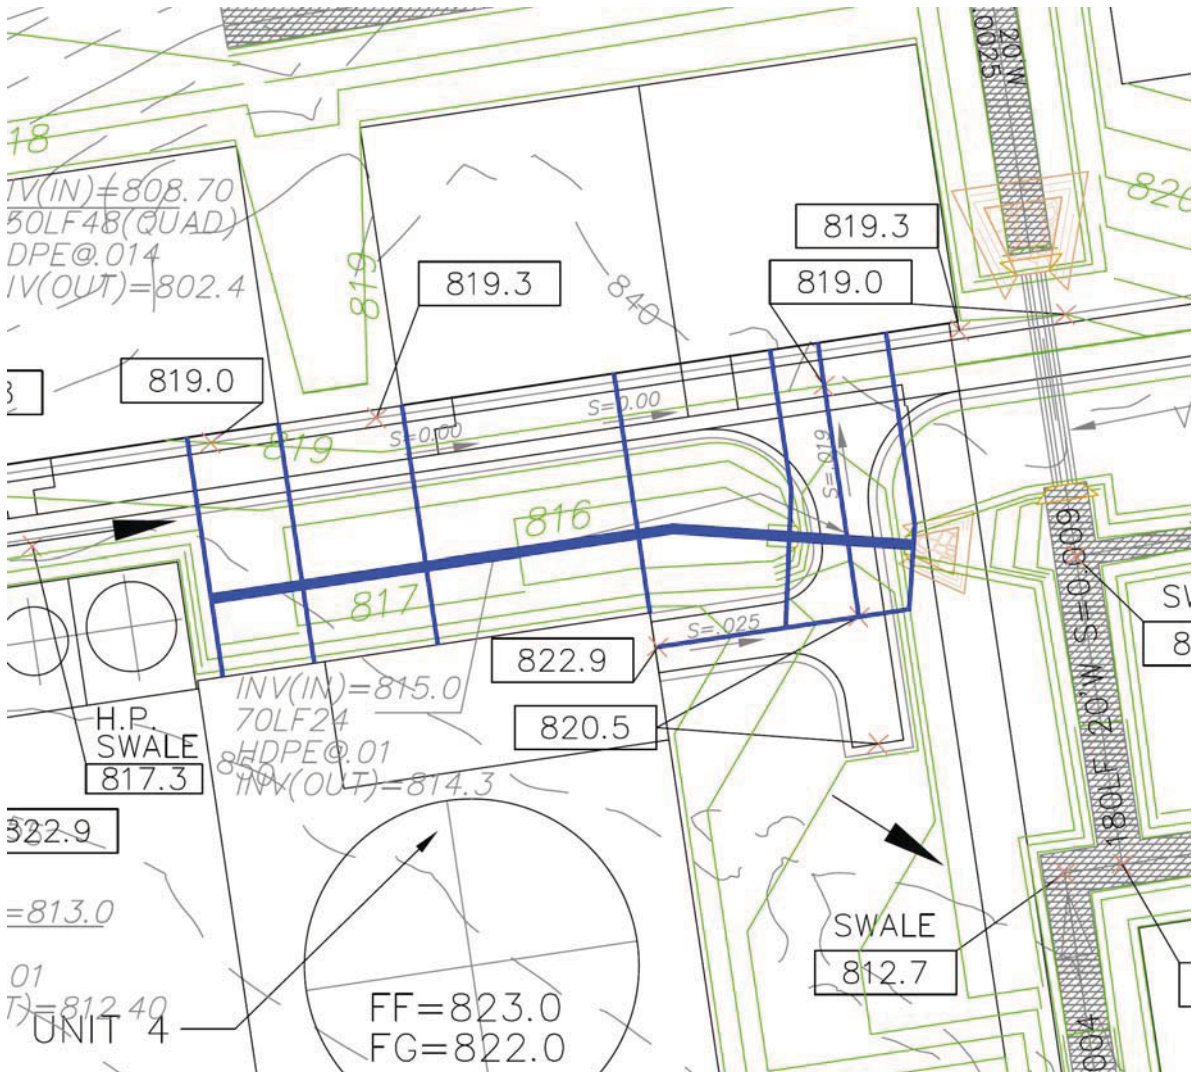 20'W
.0025
18
IV(IN)=808.70
50LF48(QUAD)
DPE@.014
IV(OUT)=802.4
819
819.3
840
819.3
819.0
820
819.0
819
S=0.00
S=0.00
S=.019
816
817
S=.025
822.9
820.5
INV(IN)=815.0
70LF24
HDPE@.01
INV(OUT)=814.3
850
H.P.
SWALE
817.3
322.9
=813.0
01
T)=812.40
UNIT 4
FF=823.0
FG=822.0
SWALE
812.7
180LF 20'W S=0.009
SW
8
004